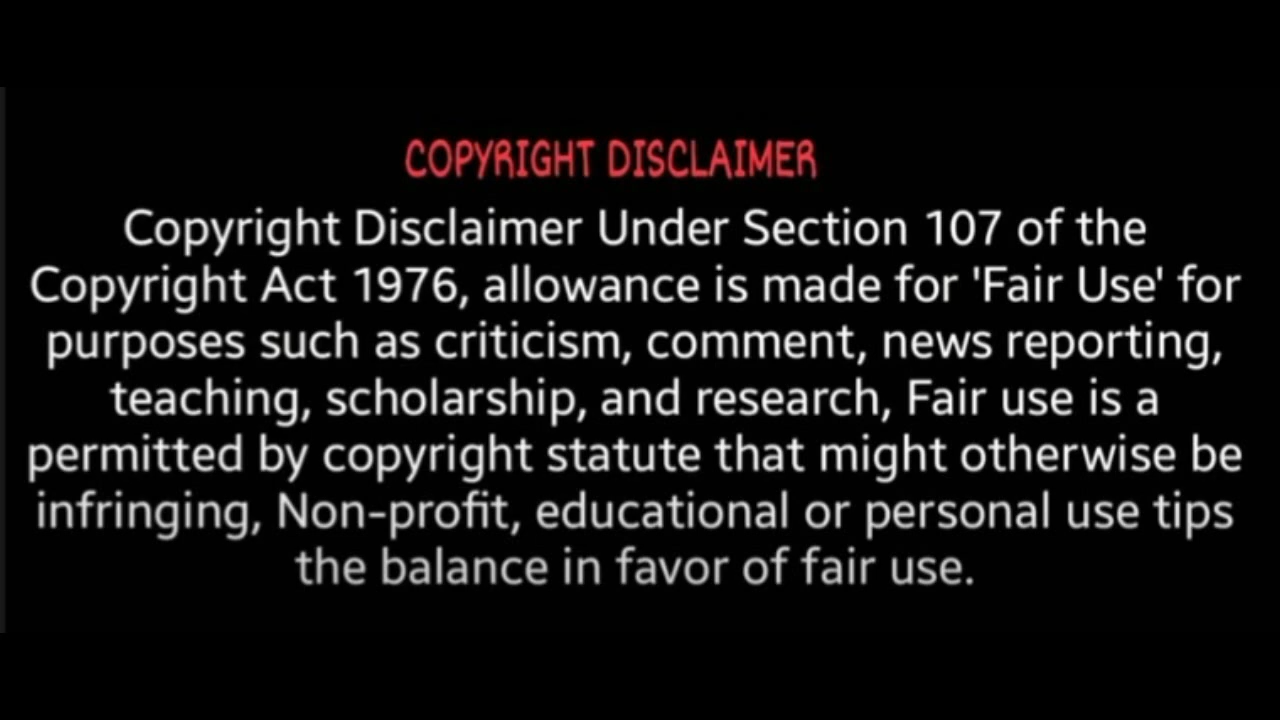 COPYRIGHT DISCLAIMER
Copyright Disclaimer Under Section 107 of the
Copyright Act 1976, allowance is made for 'Fair Use' for
purposes such as criticism, comment, news reporting,
teaching, scholarship, and research, Fair use is a
permitted by copyright statute that might otherwise be
infringing, Non-profit, educational or personal use tips
the balance in favor of fair use.